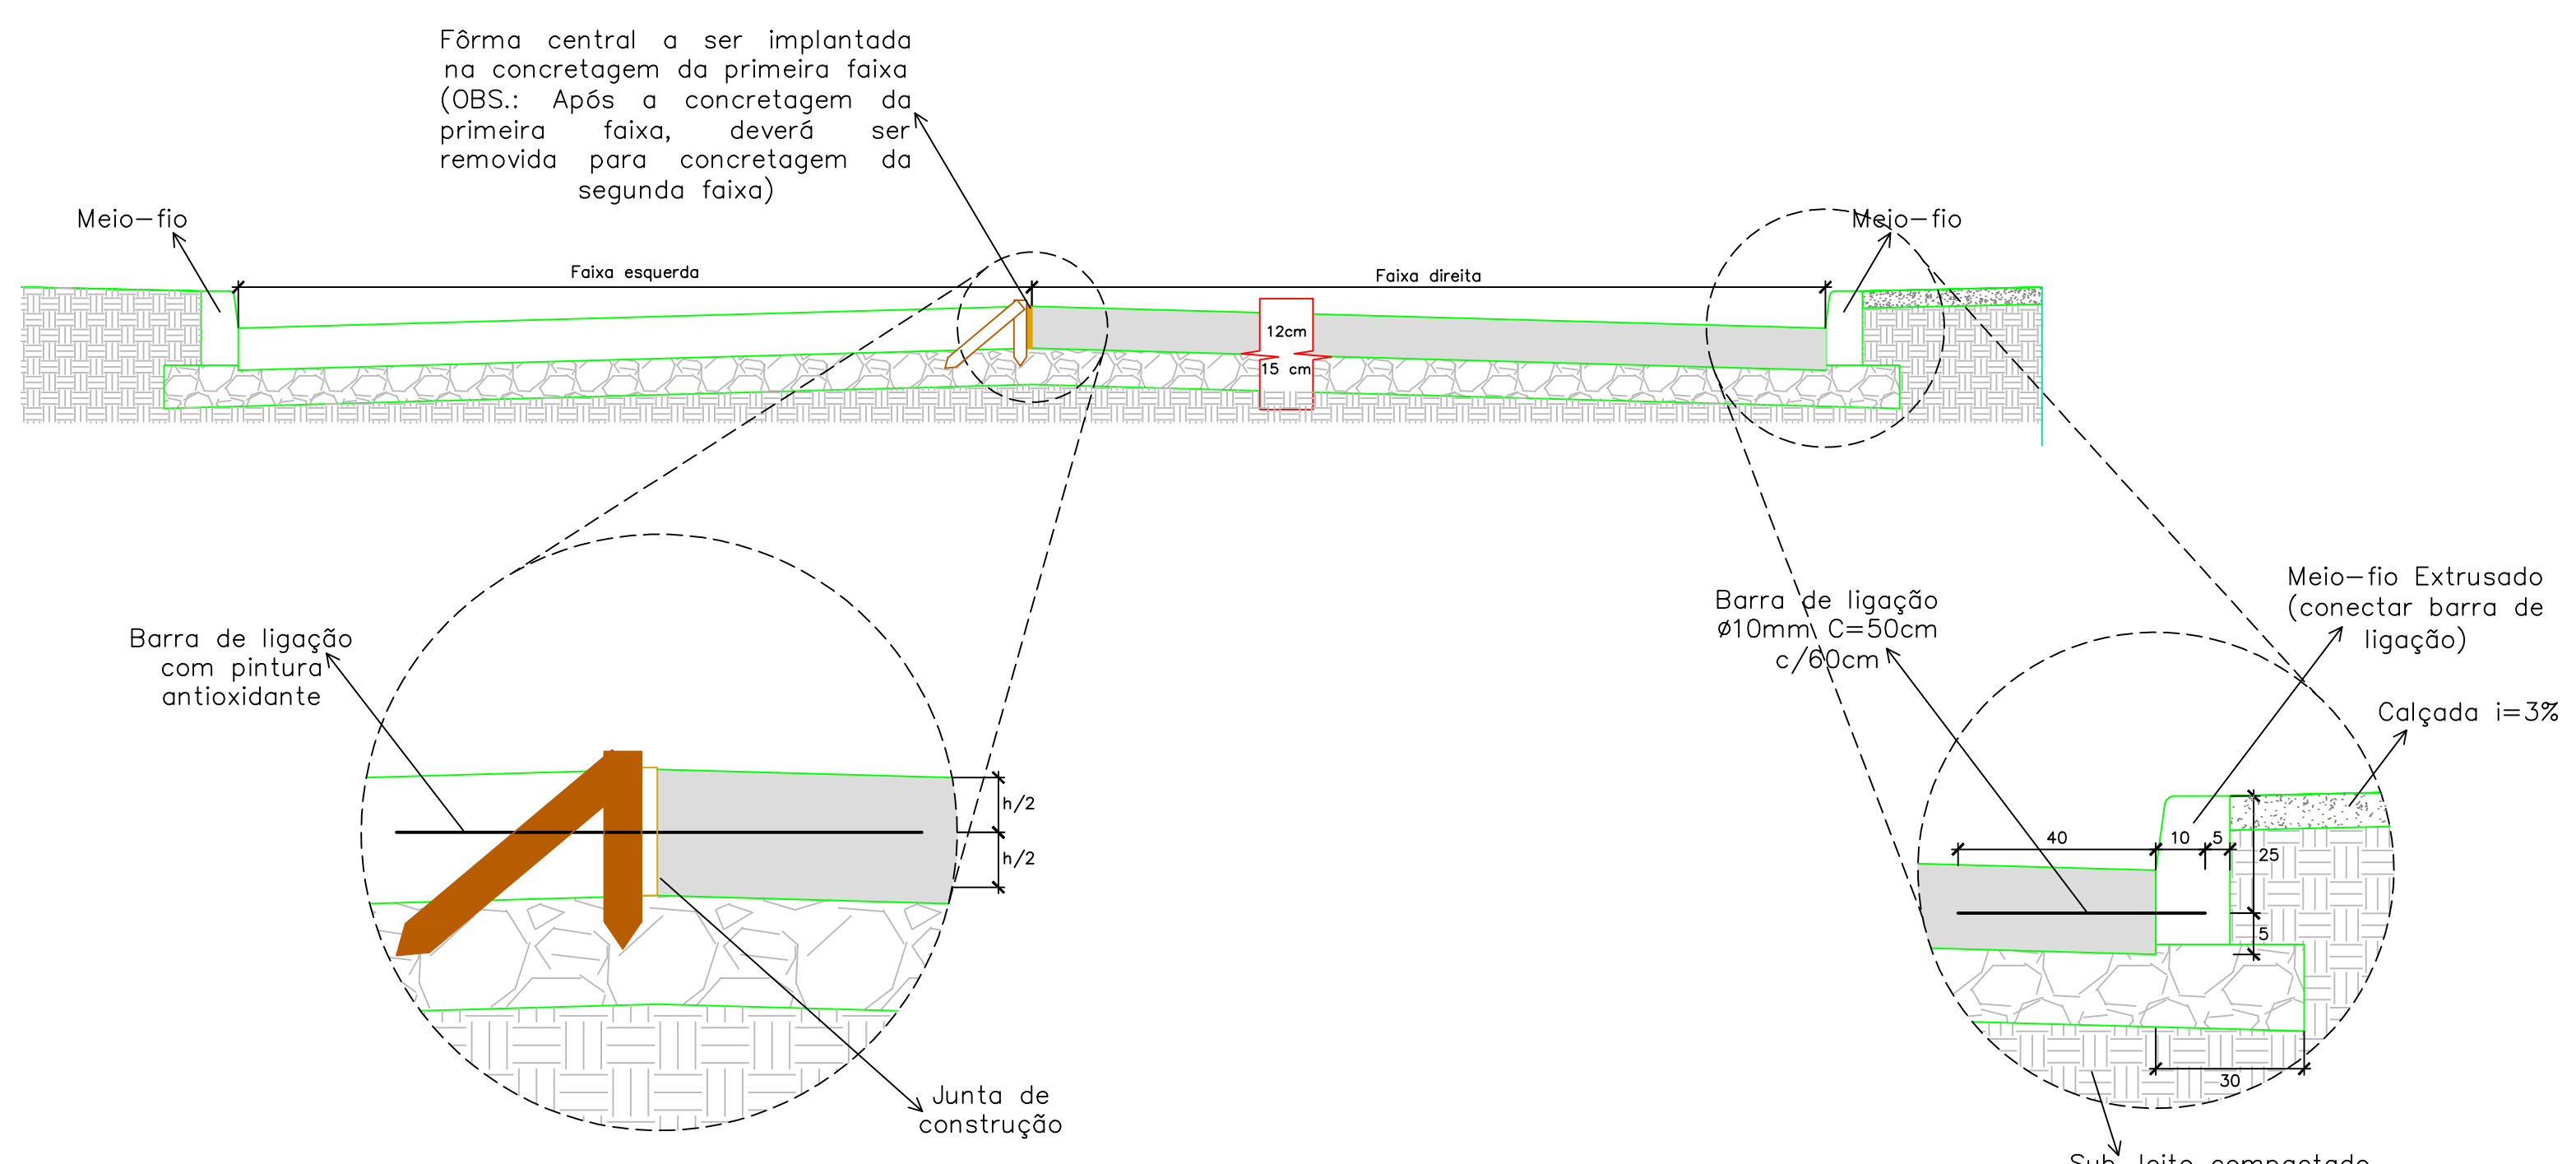 Fôrma central a ser implantada
na concretagem da primeira faixa
(OBS.: Após a concretagem da
primeira faixa, deverá ser
removida para concretagem da
segunda faixa)
Meio-fio
Meio-fio
Faixa esquerda
Faixa direita
12cm
15 cm
Barra de ligação
com pintura
antioxidante
h/2
h/2
Junta de
construção
Barra de ligação
Ø10mm C=50cm
c/60cm
Meio-fio Extrusado
(conectar barra de
ligação)
Calçada i=3%
40
10
5
25
5
30
Sub-leito compactado